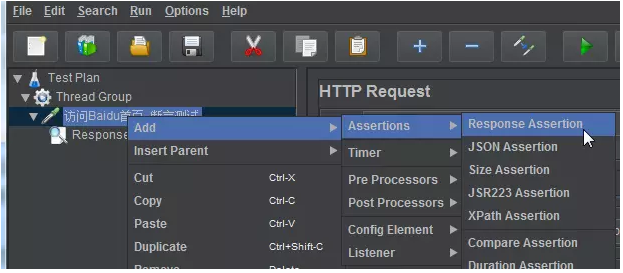 File Edit Search Run Options Help
Test Plan
Thread Group
HTTP Request
访问Baidu首页_断言测试
Response
Add
Insert Parent
Cut Ctrl-X
Copy Ctrl-C
Paste Ctrl-V
Duplicate Ctrl+Shift-C
Remove Delete
Assertions
Timer
Pre Processors
Post Processors
Config Element
Listener
Response Assertion
JSON Assertion
Size Assertion
JSR223 Assertion
XPath Assertion
Compare Assertion
Duration Assertion